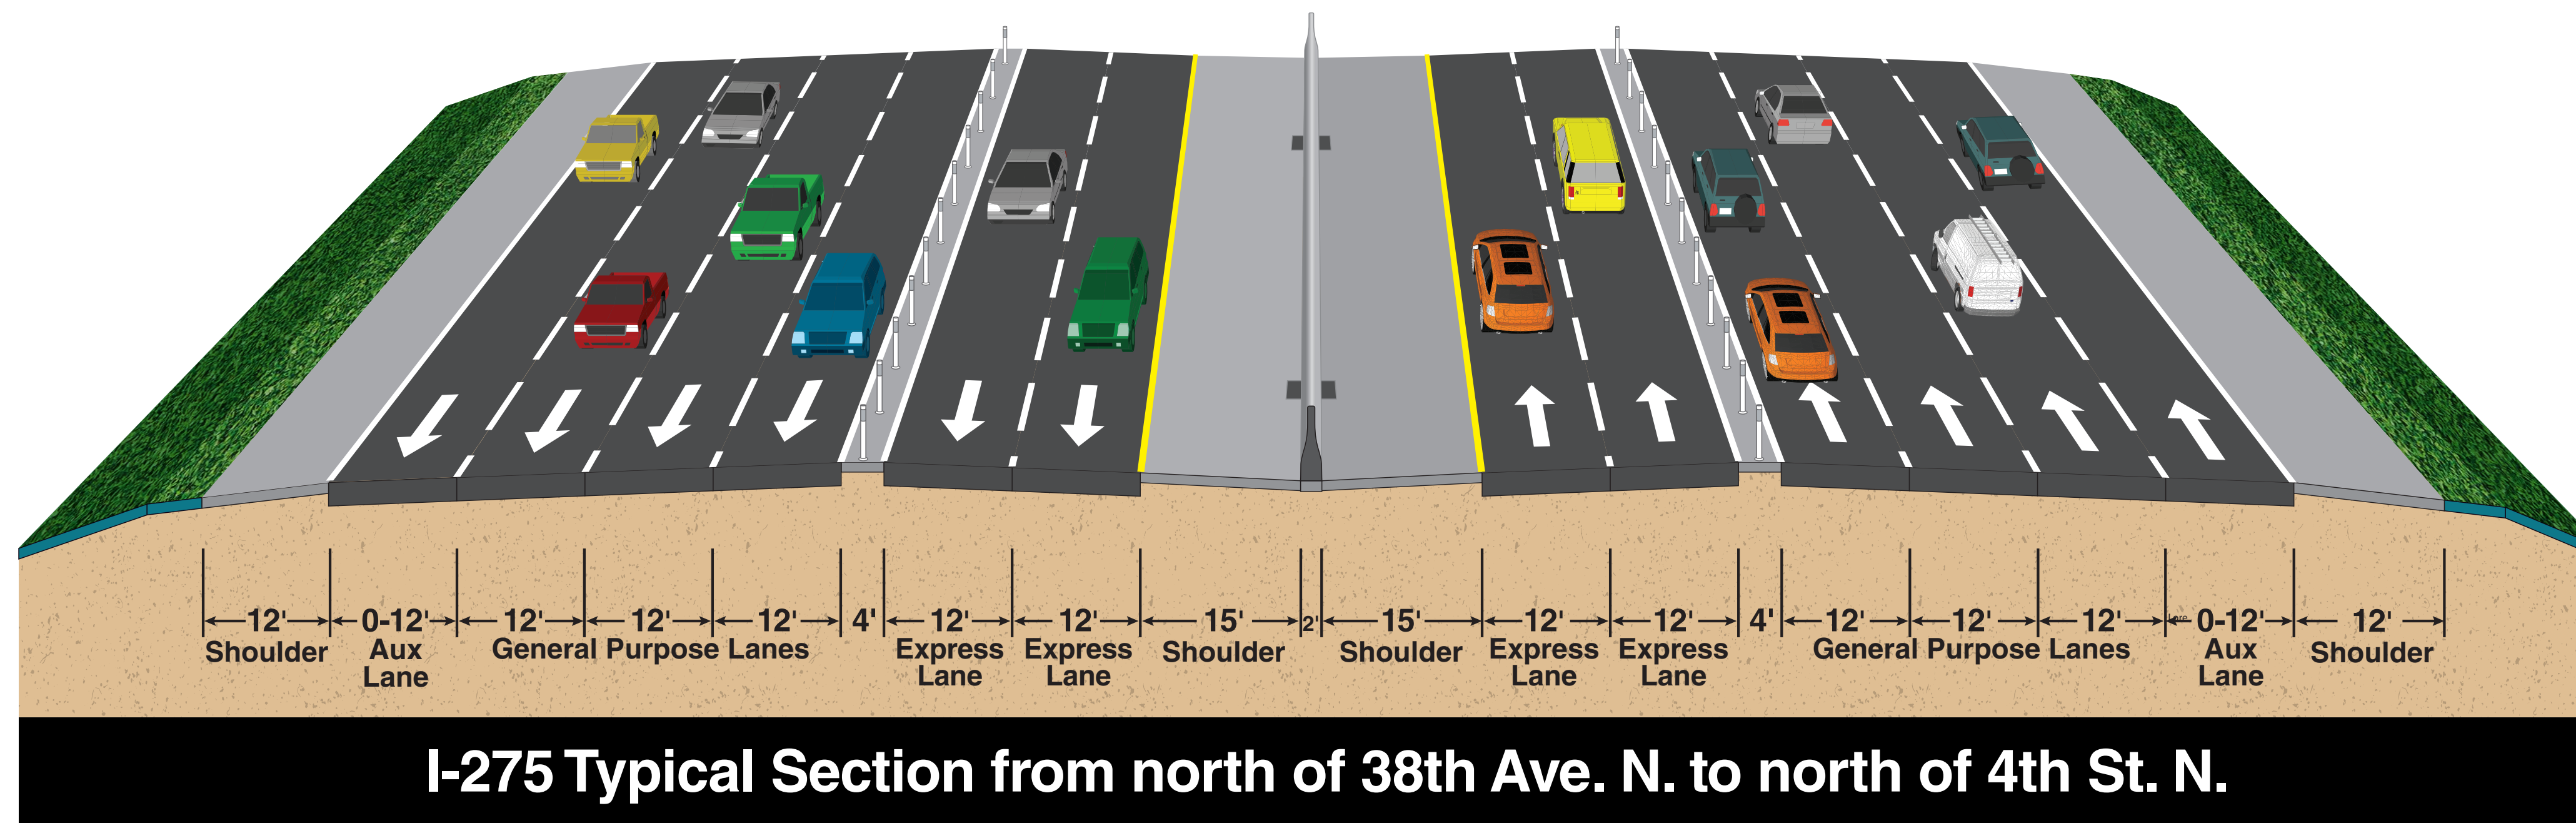 12' 0-12' 12' 12' 12' 4' 12' 12' 15' 2' 15' 12' 12' 4' 12' 12' 12' 0-12' 12'
Shoulder Aux General Purpose Lanes Express Express Shoulder Shoulder Express Express General Purpose Lanes Aux Shoulder
Lane Lane Lane Lane Lane Lane
I-275 Typical Section from north of 38th Ave. N. to north of 4th St. N.